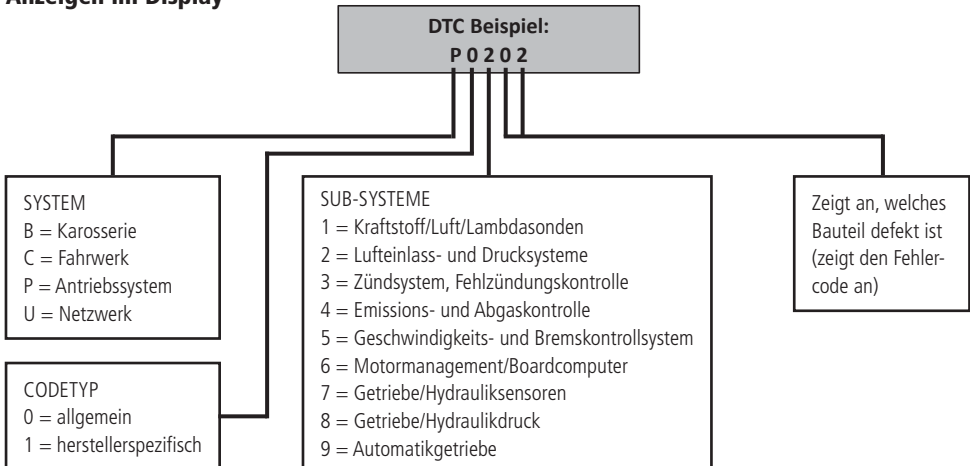 Anzeigen im Display
DTC Beispiel:
P 0 2 0 2
SYSTEM
B = Karosserie
C = Fahrwerk
P = Antriebssystem
U = Netzwerk
CODETYP
0 = allgemein
1 = herstellerspezifisch
SUB-SYSTEME
1 = Kraftstoff/Luft/Lambdasonden
2 = Lufteinlass- und Drucksysteme
3 = Zündsystem, Fehlzündungskontrolle
4 = Emissions- und Abgaskontrolle
5 = Geschwindigkeits- und Bremskontrollsystem
6 = Motormanagement/Boardcomputer
7 = Getriebe/Hydrauliksensoren
8 = Getriebe/Hydraulikdruck
9 = Automatikgetriebe
Zeigt an, welches
Bauteil defekt ist
(zeigt den Fehler-
code an)